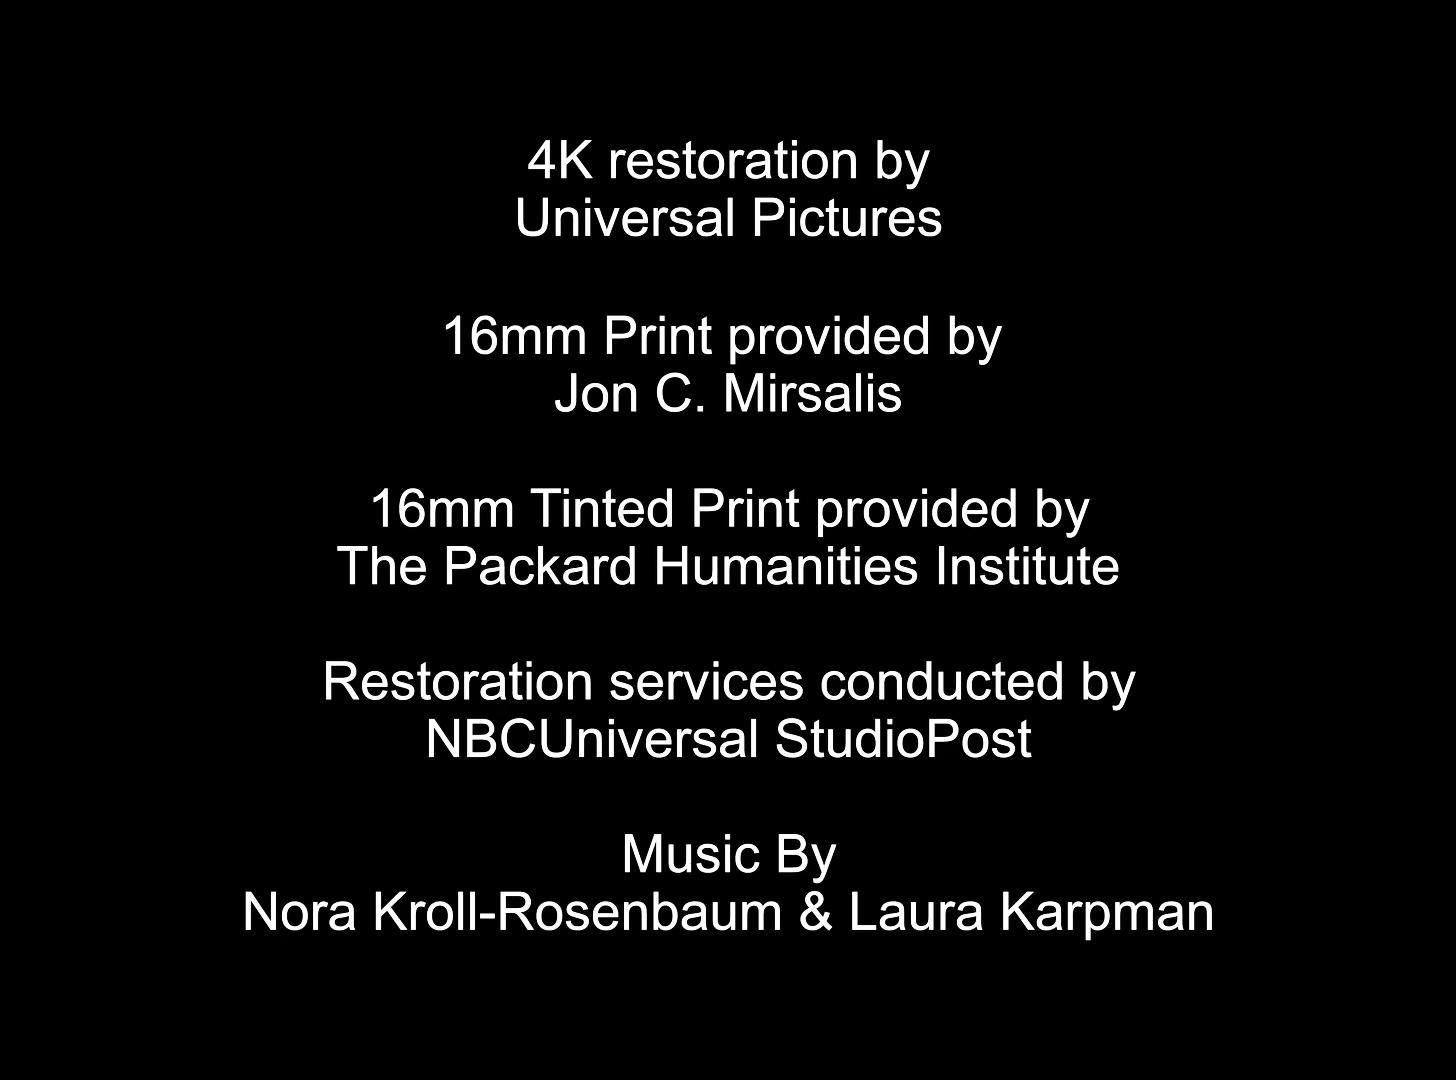 4K restoration by
Universal Pictures
16mm Print provided by
Jon C. Mirsalis
16mm Tinted Print provided by
The Packard Humanities Institute
Restoration services conducted by
NBCUniversal StudioPost
Music By
Nora Kroll-Rosenbaum & Laura Karpman